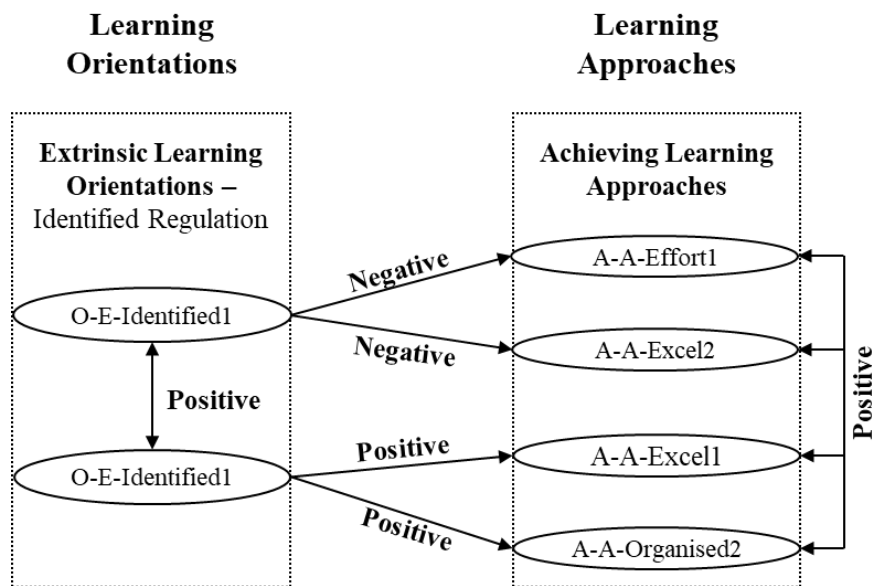 Learning
Orientations
Learning
Approaches
Extrinsic Learning
Orientations –
Identified Regulation
Achieving Learning
Approaches
Negative
A-A-Effort1
O-E-Identified1
Negative
A-A-Excel2
Positive
Positive
Positive
A-A-Excel1
O-E-Identified1
Positive
A-A-Organised2